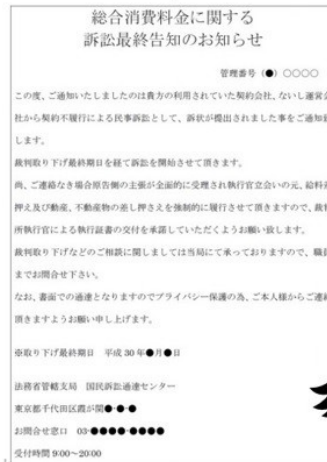 総合消費料金に関する
訴訟最終告知のお知らせ
管理番号(●)○○○○
この度、ご通知いたしましたのは貴方の利用されていた契約会社、ないし運営会
社から契約不履行による民事訴訟として、訴状が提出されました事をご通知致
します。
裁判取り下げ最終期日を経て訴訟を開始させて頂きます。
尚、ご連絡なき場合原告側の主張が全面的に受理され執行官立会いの元、給料差
押え及び動産、不動産物の差し押さえを強制的に履行させて頂きますので、裁判
所執行官による執行証書の交付を承諾していただくようお願い致します。
裁判取り下げなどのご相談に関しましては当局にて承っておりますので、職員
までお問合せ下さい。
なお、書面での通達となりますのでプライバシー保護の為、ご本人様からご連絡
頂きますようお願い申し上げます。
※取り下げ最終期日 平成30年●月●日
法務省管轄支局 国民訴訟通達センター
東京都千代田区霞が関●-●-●
お問合せ窓口 03-●●●●-●●●●
受付時間 9:00~20:00